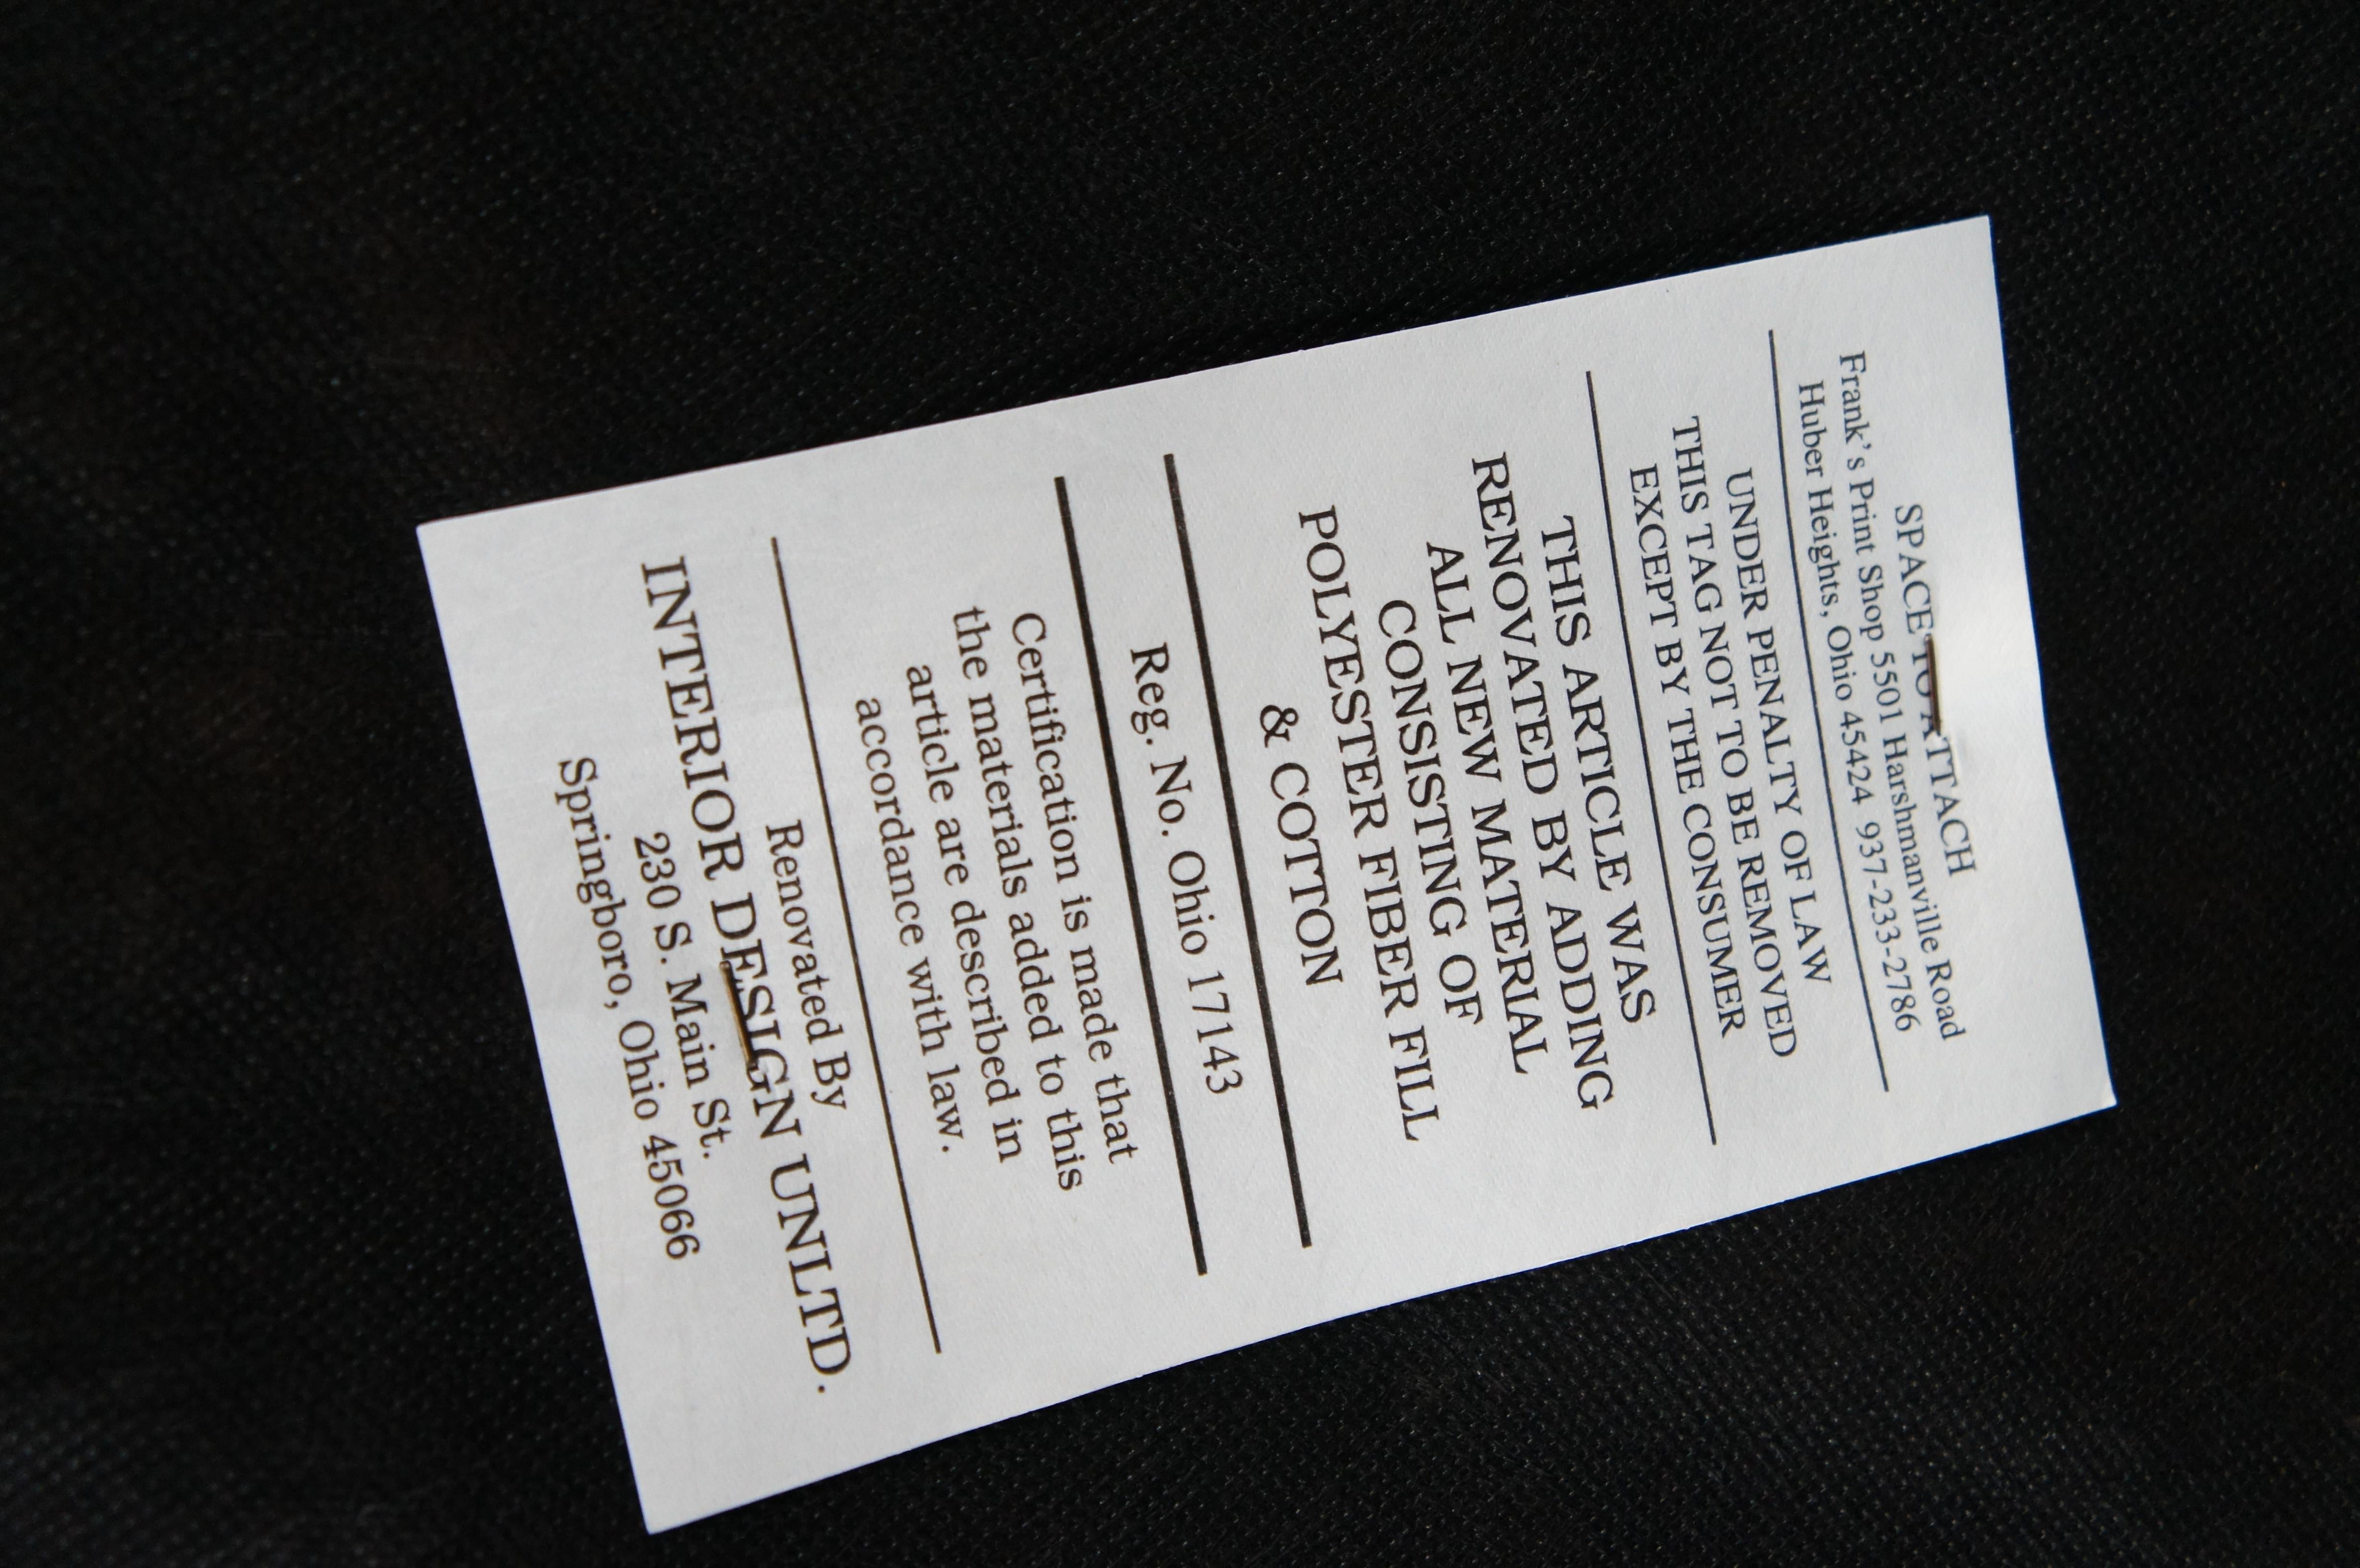 SPACE TO ATTACH
Frank's Print Shop 5501 Harshmanville Road
Huber Heights, Ohio 45424 937-233-2786
UNDER PENALTY OF LAW
THIS TAG NOT TO BE REMOVED
EXCEPT BY THE CONSUMER
THIS ARTICLE WAS
RENOVATED BY ADDING
ALL NEW MATERIAL
CONSISTING OF
POLYESTER FIBER FILL
& COTTON
Reg. No. Ohio 17143
Certification is made that
the materials added to this
article are described in
accordance with law.
Renovated By
INTERIOR DESIGN UNLTD.
230 S. Main St.
Springboro, Ohio 45066